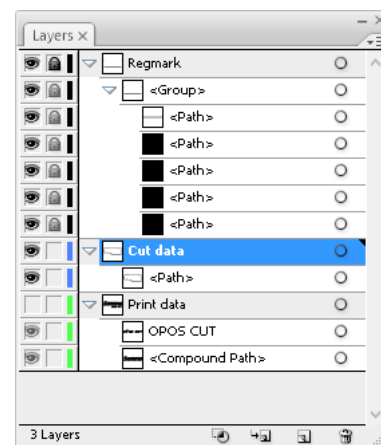 Layers ×
Regmark
<Group>
<Path>
<Path>
<Path>
<Path>
<Path>
Cut data
<Path>
Print data
OPOS CUT
<Compound Path>
3 Layers